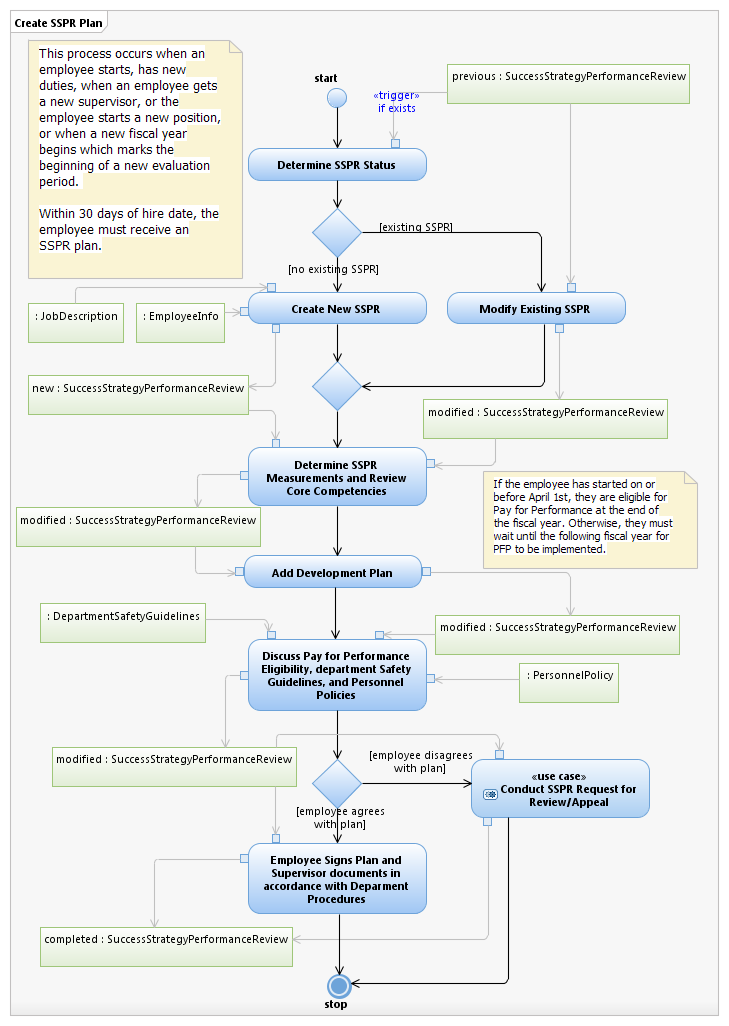 Create SSPR Plan
This process occurs when an
employee starts, has new
duties, when an employee gets
a new supervisor, or the
employee starts a new position,
or when a new fiscal year
begins which marks the
beginning of a new evaluation
period.
Within 30 days of hire date, the
employee must receive an
SSPR plan.
start
«trigger»
if exists
previous : SuccessStrategyPerformanceReview
Determine SSPR Status
[existing SSPR]
[no existing SSPR]
: JobDescription
: EmployeeInfo
Create New SSPR
Modify Existing SSPR
new : SuccessStrategyPerformanceReview
modified : SuccessStrategyPerformanceReview
Determine SSPR
Measurements and Review
Core Competencies
If the employee has started on or
before April 1st, they are eligible for
Pay for Performance at the end of
the fiscal year. Otherwise, they must
wait until the following fiscal year for
PFP to be implemented.
modified : SuccessStrategyPerformanceReview
Add Development Plan
: DepartmentSafetyGuidelines
modified : SuccessStrategyPerformanceReview
Discuss Pay for Performance
Eligibility, department Safety
Guidelines, and Personnel
Policies
: PersonnelPolicy
modified : SuccessStrategyPerformanceReview
[employee disagrees
with plan]
«use case»
Conduct SSPR Request for
Review/Appeal
[employee agrees
with plan]
Employee Signs Plan and
Supervisor documents in
accordance with Deparment
Procedures
completed : SuccessStrategyPerformanceReview
stop